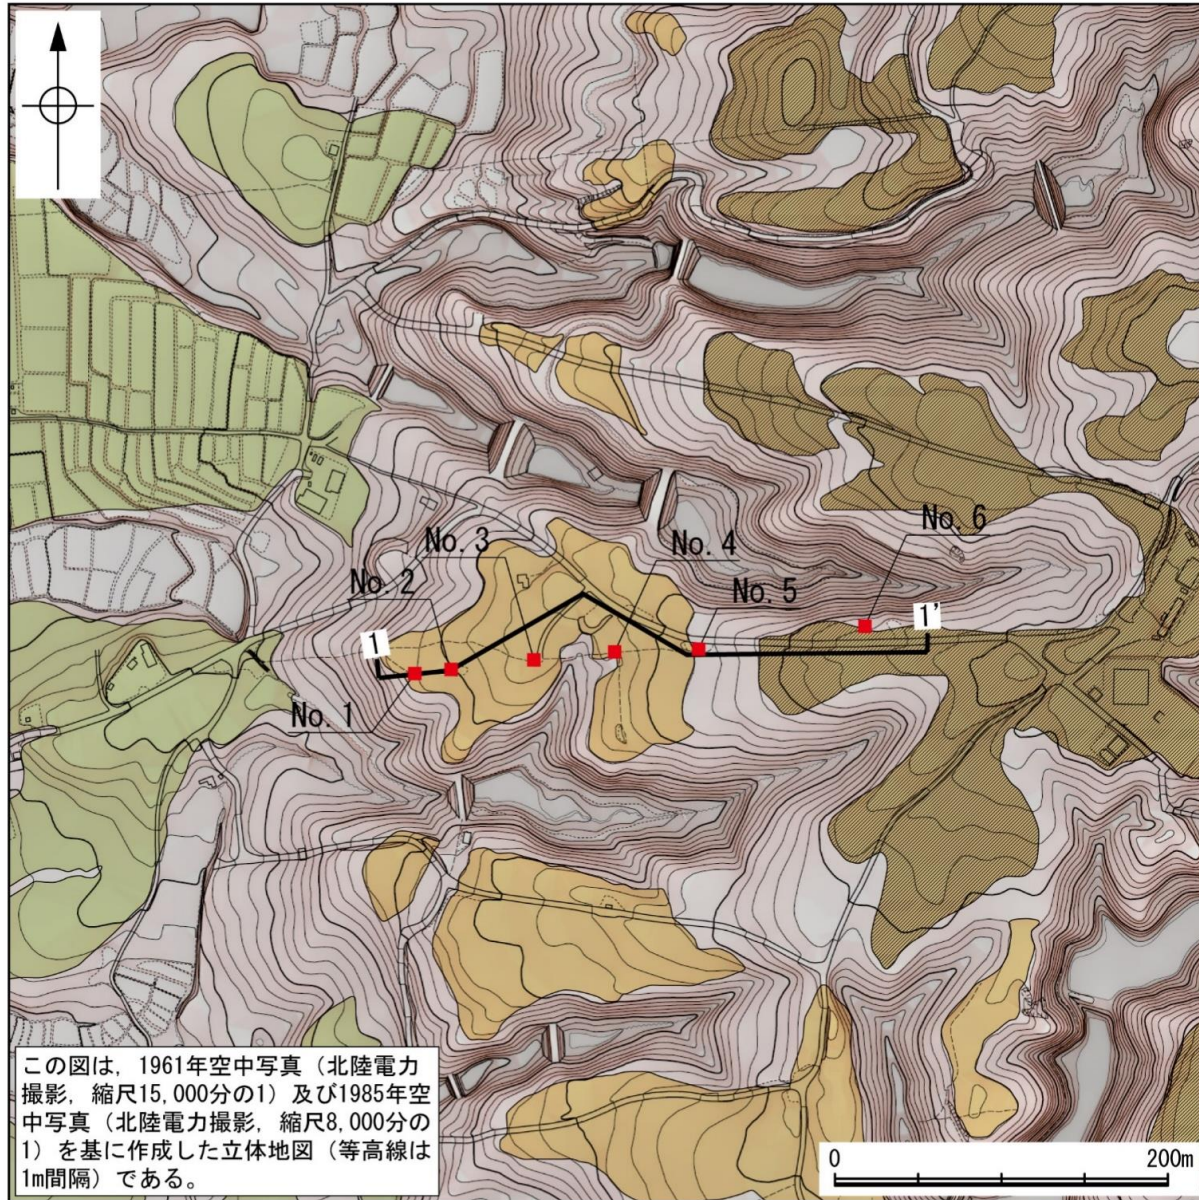 No. 6
No. 3
No. 4
No. 2
No. 5
1'
1
No. 1
この図は，1961年空中写真（北陸電力
撮影，縮尺15,000分の1）及び1985年空
中写真（北陸電力撮影，縮尺8,000分の
1）を基に作成した立体地図（等高線は
1m間隔）である。
0 200m